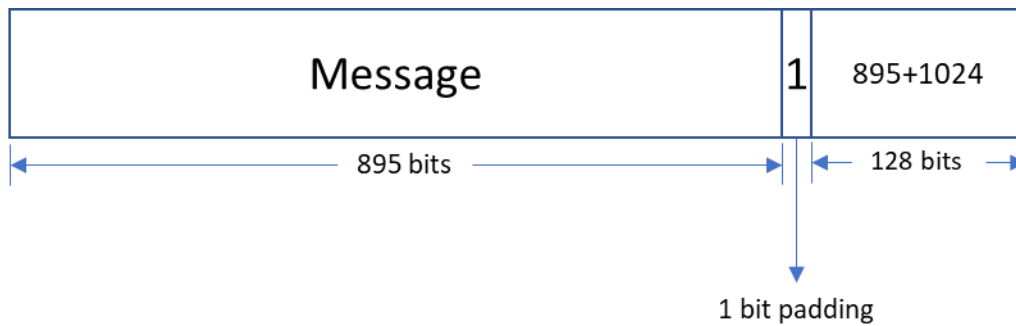 Message
1
895+1024
895 bits
128 bits
1 bit padding